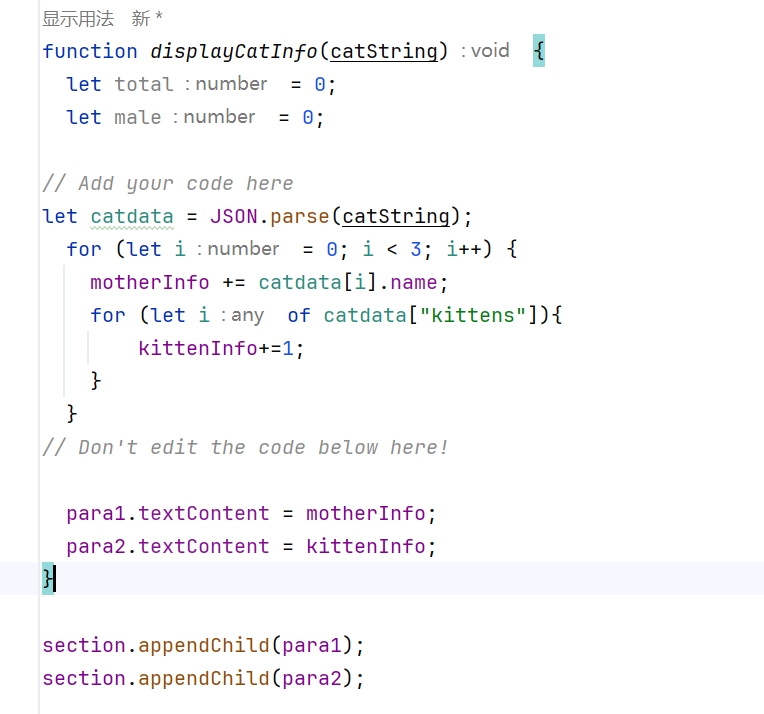 显示用法 新 *
function displayCatInfo(catString) : void {
let total : number = 0;
let male : number = 0;
// Add your code here
let catdata = JSON.parse(catString);
for (let i : number = 0; i < 3; i++) {
motherInfo += catdata[i].name;
for (let i : any of catdata["kittens"]){
kittenInfo+=1;
}
}
// Don't edit the code below here!
para1.textContent = motherInfo;
para2.textContent = kittenInfo;
}
section.appendChild(para1);
section.appendChild(para2);